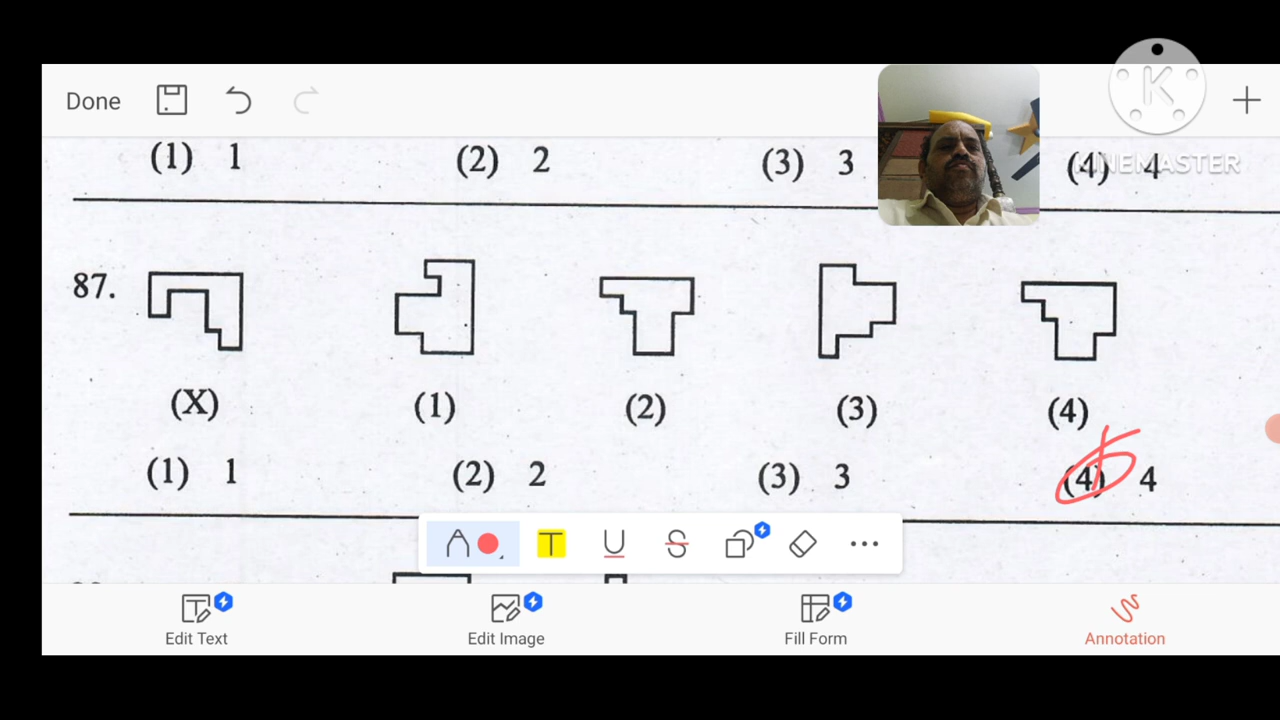 Done
K
KINEMASTER
(1) 1 (2) 2 (3) 3 (4) 4
87.
(X) (1) (2) (3) (4)
(1) 1 (2) 2 (3) 3 (4) 4
T U S
Edit Text Edit Image Fill Form Annotation